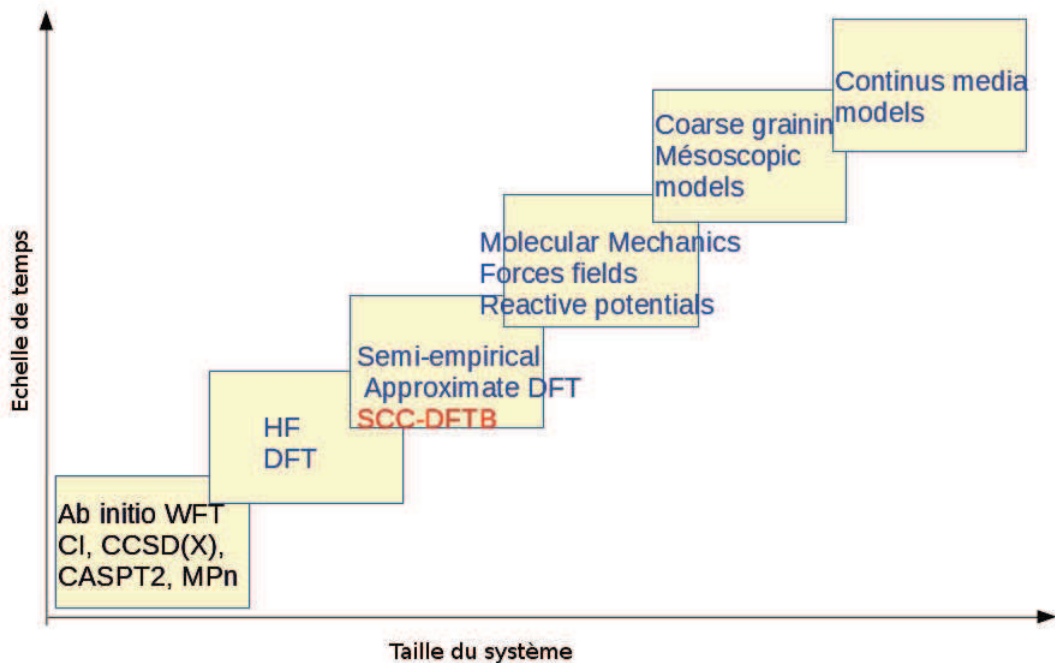 Continus media
models
Coarse grainin
Mésoscopic
models
Molecular Mechanics
Forces fields
Reactive potentials
Semi-empirical
Approximate DFT
SCC-DFTB
HF
DFT
Ab initio WFT
CI, CCSD(X),
CASPT2, MPn
Echelle de temps
Taille du système